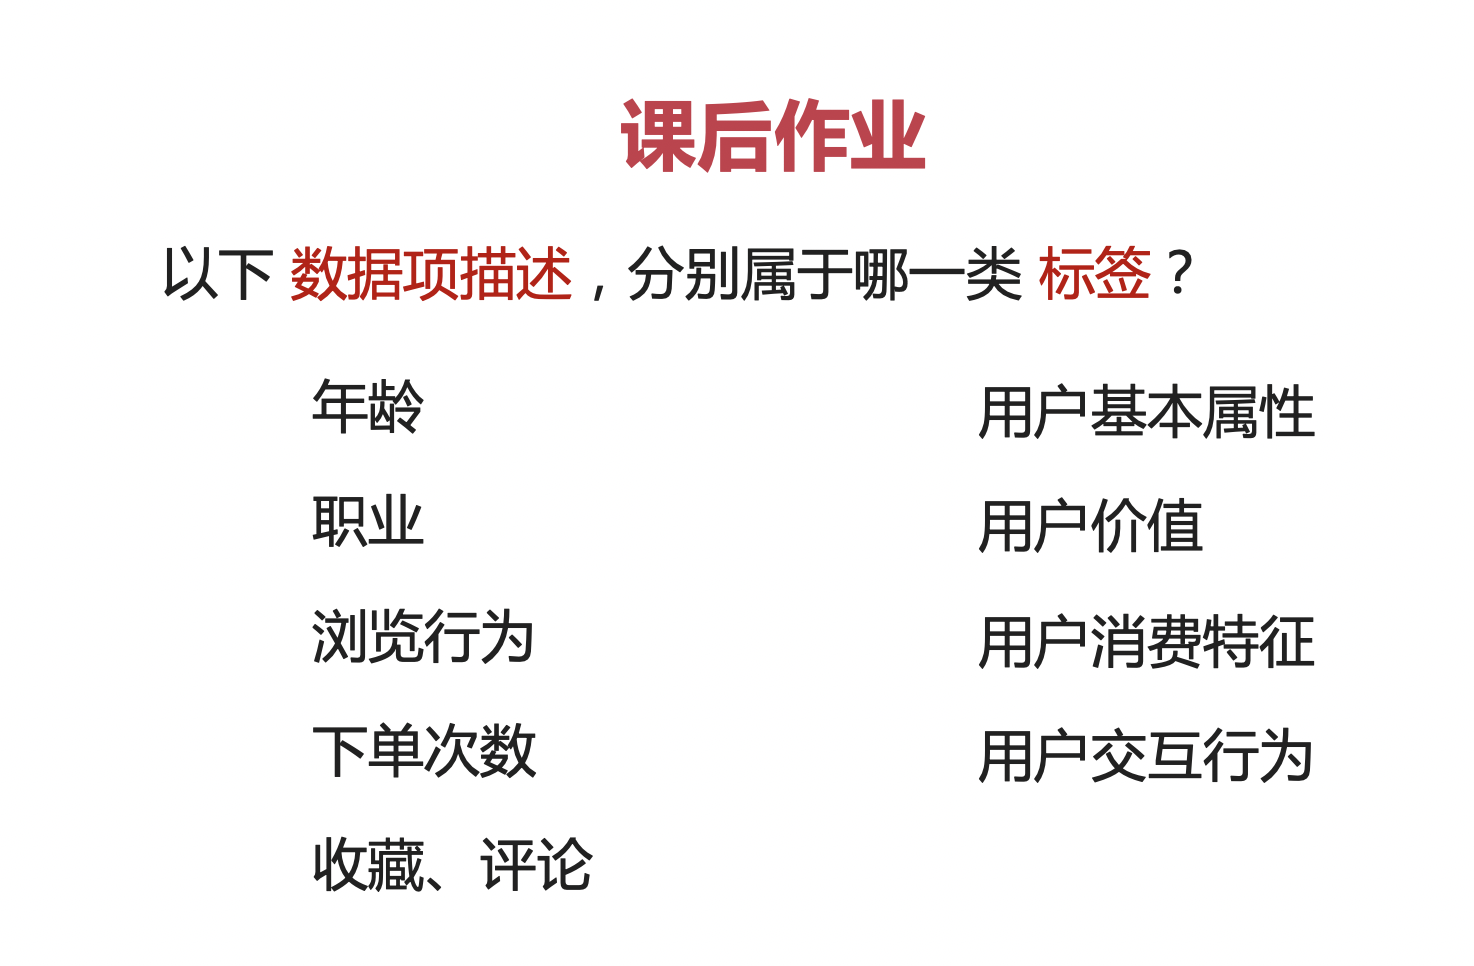 课后作业
以下 数据项描述，分别属于哪一类 标签？
年龄
职业
浏览行为
下单次数
收藏、评论
用户基本属性
用户价值
用户消费特征
用户交互行为